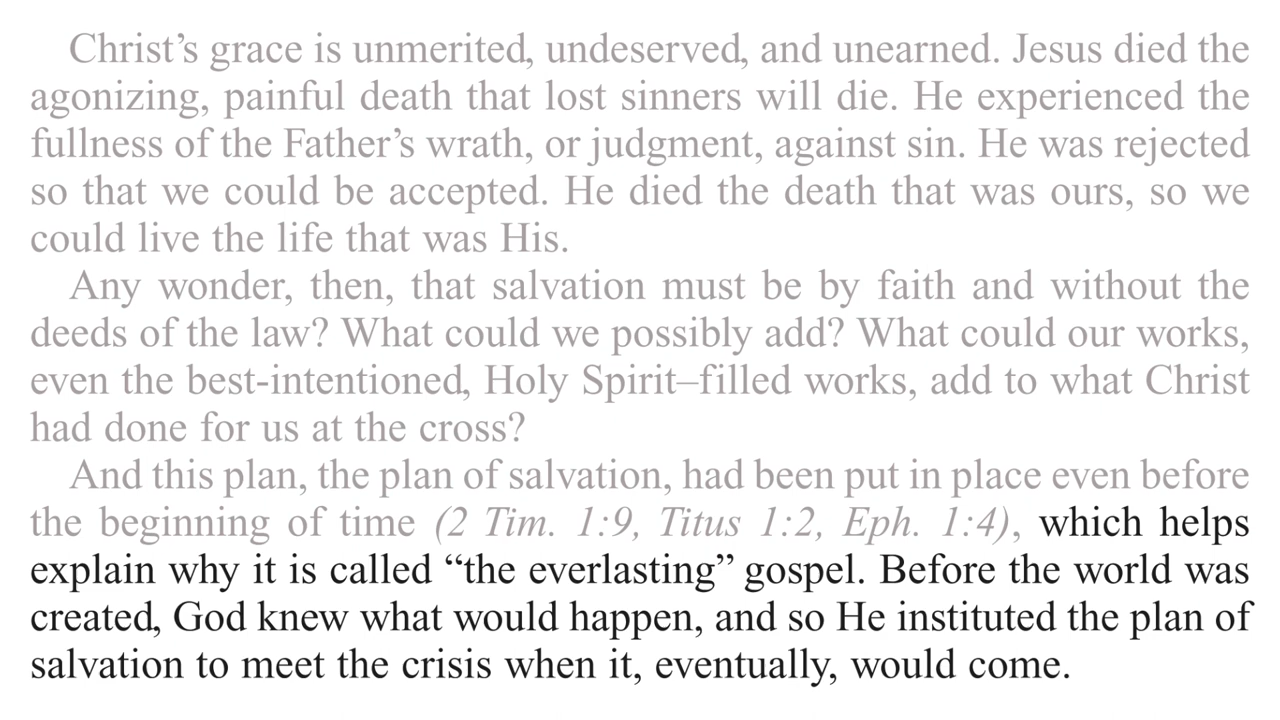 Christ’s grace is unmerited, undeserved, and unearned. Jesus died the
agonizing, painful death that lost sinners will die. He experienced the
fullness of the Father’s wrath, or judgment, against sin. He was rejected
so that we could be accepted. He died the death that was ours, so we
could live the life that was His.
Any wonder, then, that salvation must be by faith and without the
deeds of the law? What could we possibly add? What could our works,
even the best-intentioned, Holy Spirit–filled works, add to what Christ
had done for us at the cross?
And this plan, the plan of salvation, had been put in place even before
the beginning of time (2 Tim. 1:9, Titus 1:2, Eph. 1:4), which helps
explain why it is called “the everlasting” gospel. Before the world was
created, God knew what would happen, and so He instituted the plan of
salvation to meet the crisis when it, eventually, would come.